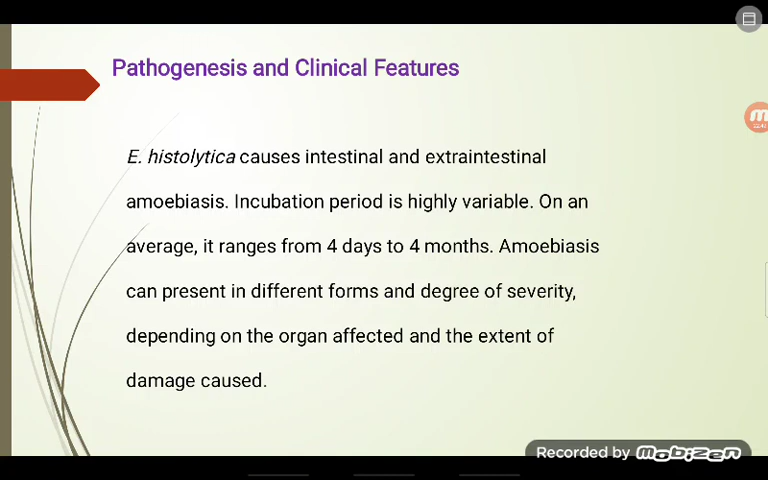 Pathogenesis and Clinical Features
E. histolytica causes intestinal and extraintestinal
amoebiasis. Incubation period is highly variable. On an
average, it ranges from 4 days to 4 months. Amoebiasis
can present in different forms and degree of severity,
depending on the organ affected and the extent of
damage caused.
Recorded by mobizen